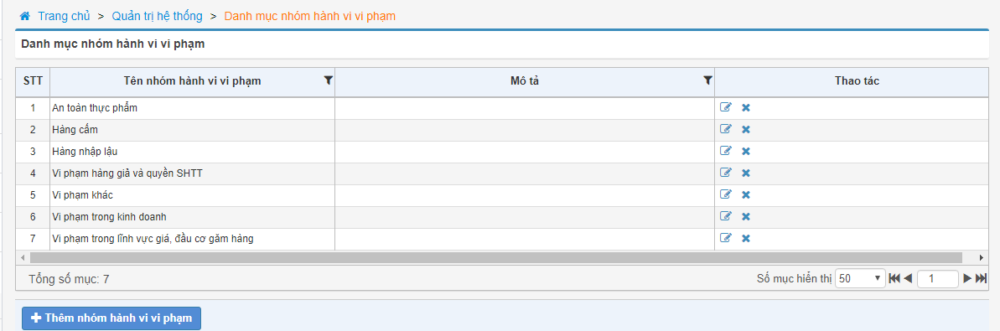 Trang chủ > Quản trị hệ thống > Danh mục nhóm hành vi vi phạm
Danh mục nhóm hành vi vi phạm
STT Tên nhóm hành vi vi phạm Mô tả Thao tác
1 An toàn thực phẩm
2 Hàng cấm
3 Hàng nhập lậu
4 Vi phạm hàng giả và quyền SHTT
5 Vi phạm khác
6 Vi phạm trong kinh doanh
7 Vi phạm trong lĩnh vực giá, đầu cơ găm hàng
Tổng số mục: 7 Số mục hiển thị 50 1
Thêm nhóm hành vi vi phạm